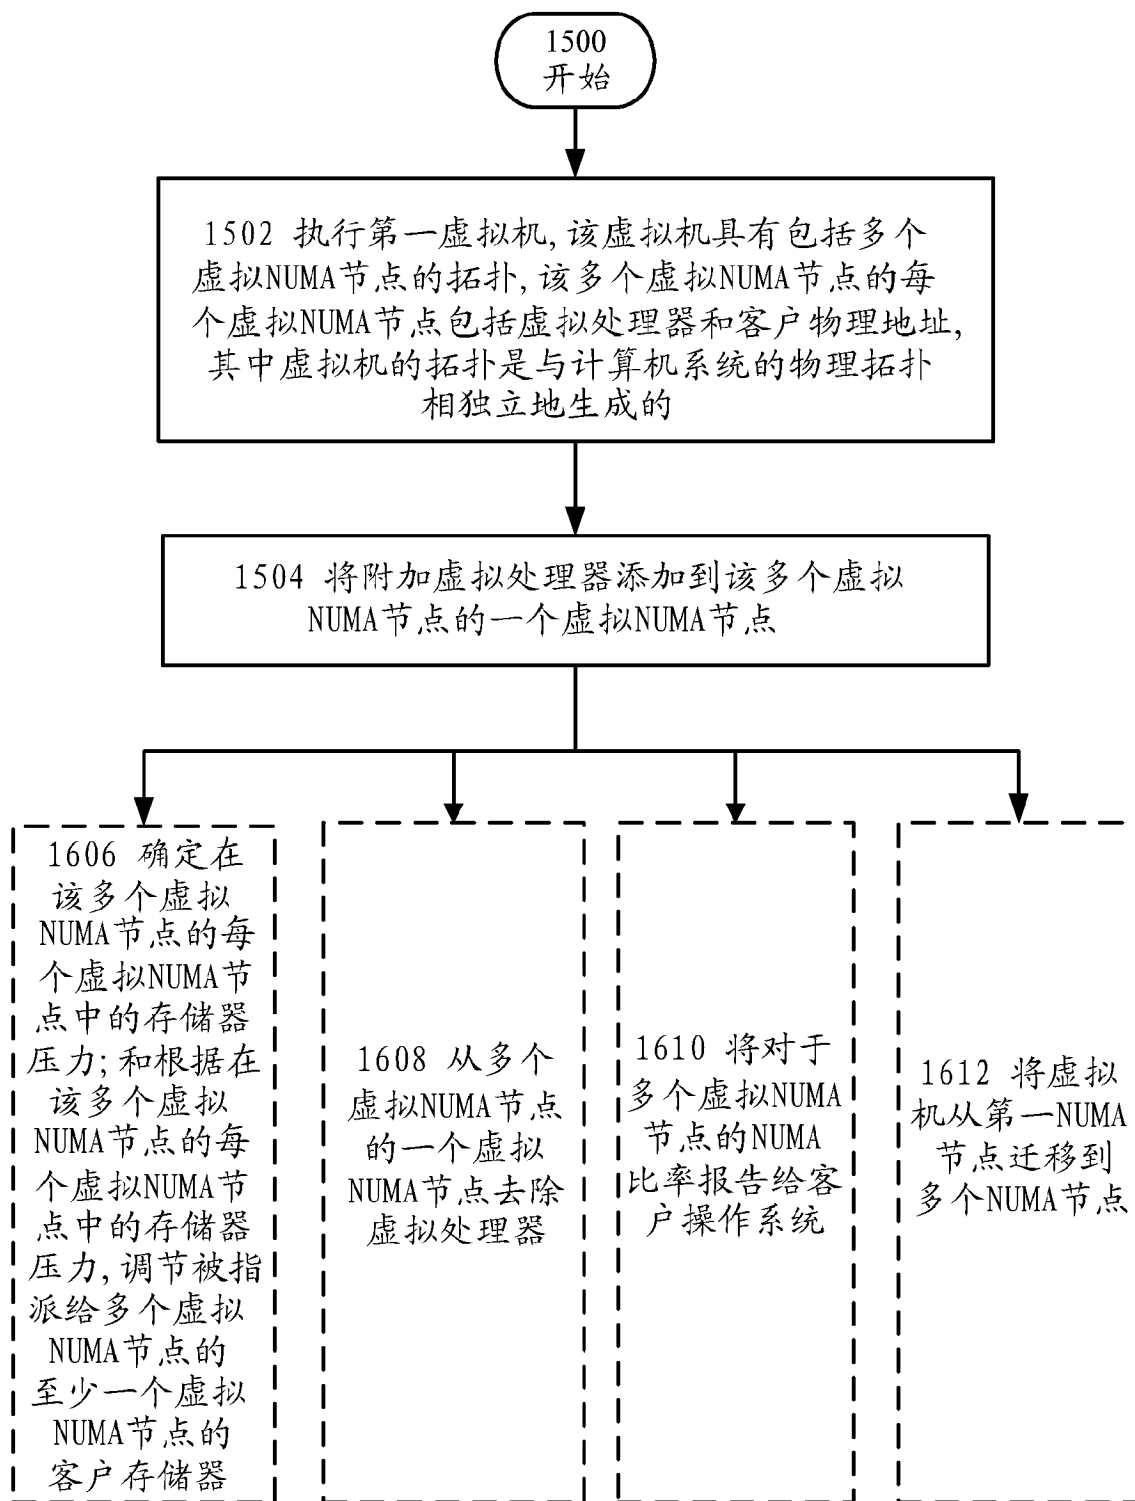 1500
开始
1502 执行第一虚拟机,该虚拟机具有包括多个
虚拟NUMA节点的拓扑,该多个虚拟NUMA节点的每
个虚拟NUMA节点包括虚拟处理器和客户物理地址,
其中虚拟机的拓扑是与计算机系统的物理拓扑
相独立地生成的
1504 将附加虚拟处理器添加到该多个虚拟
NUMA节点的一个虚拟NUMA节点
1606 确定在
该多个虚拟
NUMA节点的每
个虚拟NUMA节
点中的存储器
压力;和根据在
该多个虚拟
NUMA节点的每
个虚拟NUMA节
点中的存储器
压力,调节被指
派给多个虚拟
NUMA节点的
至少一个虚拟
NUMA节点的
客户存储器
1608 从多个
虚拟NUMA节点
的一个虚拟
NUMA节点去除
虚拟处理器
1610 将对于
多个虚拟NUMA
节点的NUMA
比率报告给客
户操作系统
1612 将虚拟
机从第一NUMA
节点迁移到
多个NUMA节点